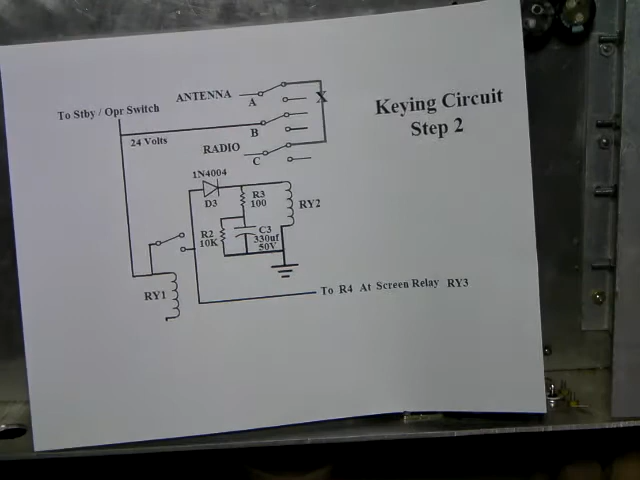 Keying Circuit
Step 2
ANTENNA
A
X
To Stby / Opr Switch
24 Volts
B
RADIO
C
1N4004
D3
R3
100
RY2
R2
10K
C3
330uf
50V
RY1
To R4 At Screen Relay RY3